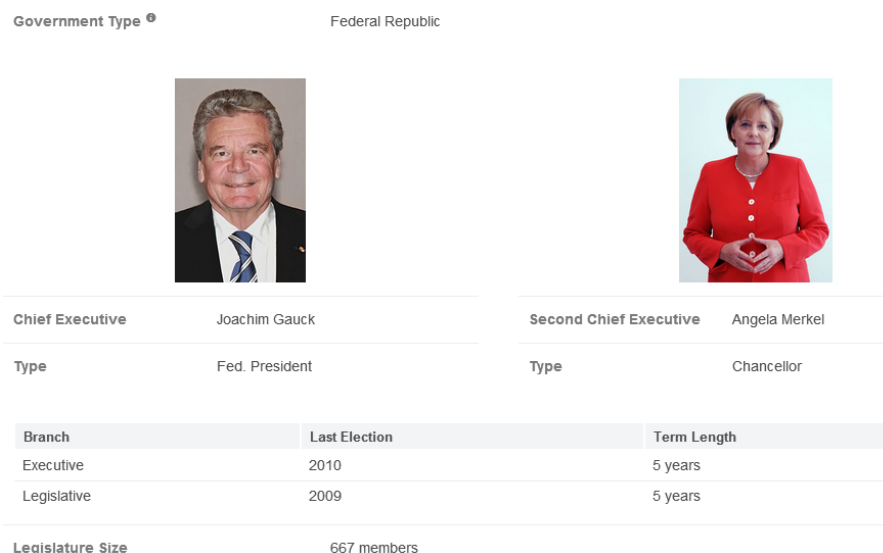 Government Type Federal Republic
Chief Executive Joachim Gauck
Second Chief Executive Angela Merkel
Type Fed. President
Type Chancellor
Branch Last Election Term Length
Executive 2010 5 years
Legislative 2009 5 years
Legislature Size 667 members